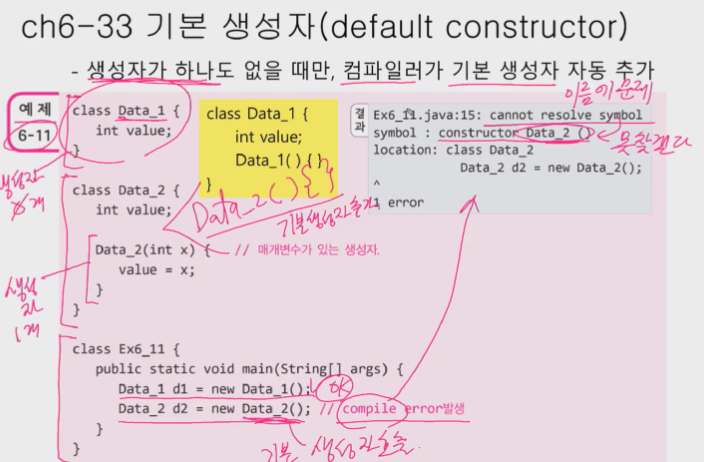 ch6-33 기본 생성자(default constructor)
- 생성자가 하나도 없을 때만, 컴파일러가 기본 생성자 자동 추가
예 제
6-11
class Data_1 {
int value;
}
생성자
0개
class Data_1 {
int value;
Data_1(){}
}
Data_2(){}
기본생성자
결과
이름이문제
Ex6_11.java:15: cannot resolve symbol
symbol : constructor Data_2 ()
못찾겠다
location: class Data_2
Data_2 d2 = new Data_2();
^
1 error
class Data_2 {
int value;
Data_2(int x) { // 매개변수가 있는 생성자.
value = x;
}
}
생성
자
1개
class Ex6_11 {
public static void main(String[] args) {
Data_1 d1 = new Data_1(); OK
Data_2 d2 = new Data_2(); // compile error발생
}
}
기본 생성자호출.